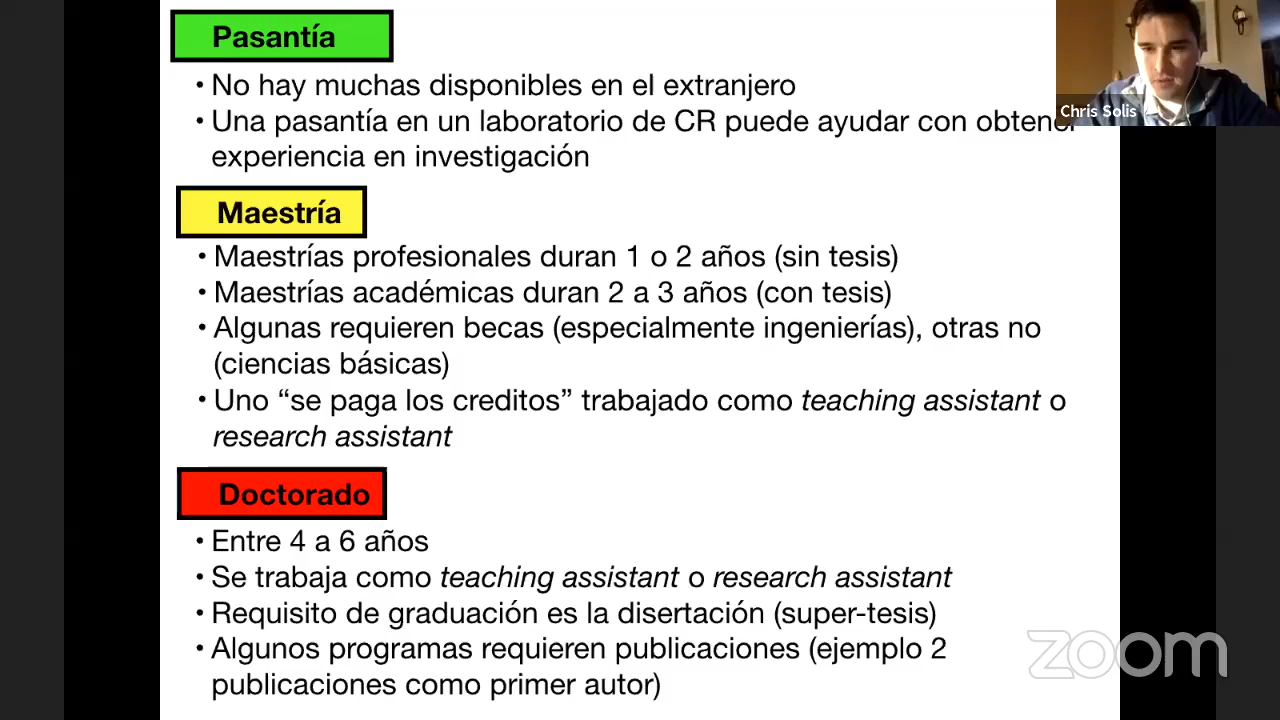 Pasantía
• No hay muchas disponibles en el extranjero
• Una pasantía en un laboratorio de CR puede ayudar con obtener
experiencia en investigación
Chris Solis
Maestría
• Maestrías profesionales duran 1 o 2 años (sin tesis)
• Maestrías académicas duran 2 a 3 años (con tesis)
• Algunas requieren becas (especialmente ingenierías), otras no
(ciencias básicas)
• Uno “se paga los creditos” trabajado como teaching assistant o
research assistant
Doctorado
• Entre 4 a 6 años
• Se trabaja como teaching assistant o research assistant
• Requisito de graduación es la disertación (super-tesis)
• Algunos programas requieren publicaciones (ejemplo 2
publicaciones como primer autor)
zoom